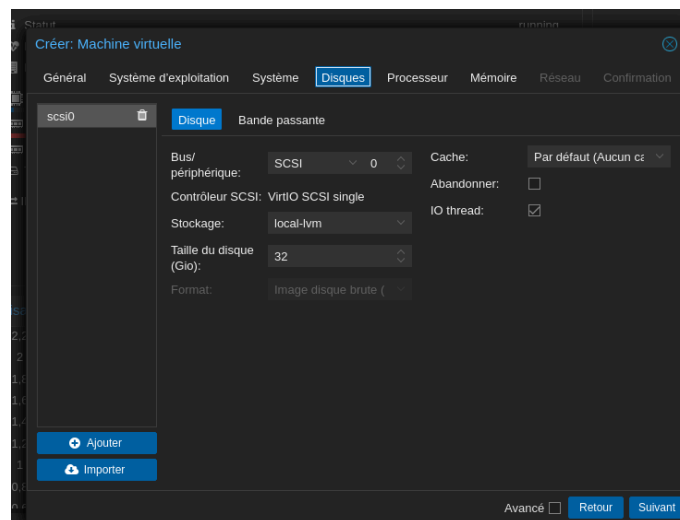 Statut running
Créer: Machine virtuelle
Général Système d'exploitation Système Disques Processeur Mémoire Réseau Confirmation
scsi0 Disque Bande passante
Bus/ périphérique: SCSI 0 Cache: Par défaut (Aucun ca
Abandonner:
Contrôleur SCSI: VirtIO SCSI single
IO thread:
Stockage: local-lvm
Taille du disque (Gio): 32
Format: Image disque brute (
Ajouter
Importer
Avancé Retour Suivant